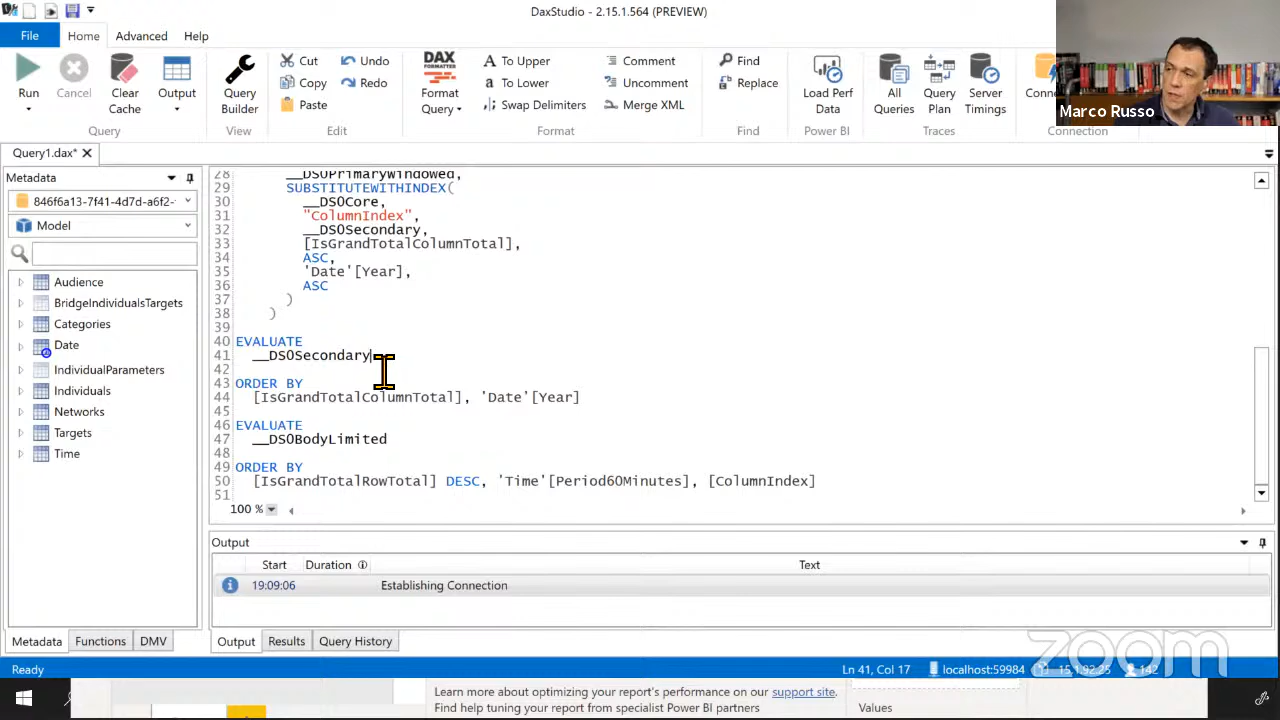 DaxStudio - 2.15.1.564 (PREVIEW)
File Home Advanced Help
Run
Cancel
Clear Cache
Output
Query
Query Builder
View
Cut
Copy
Paste
Undo
Redo
Edit
DAX
FORMATTER
Format Query
To Upper
To Lower
Swap Delimiters
Comment
Uncomment
Merge XML
Format
Find
Replace
Find
Load Perf Data
Power BI
All Queries
Query Plan
Server Timings
Traces
Connection
Marco Russo
Query1.dax*
Metadata
846f6a13-7f41-4d7d-a6f2-
Model
Audience
BridgeIndividualsTargets
Categories
Date
IndividualParameters
Individuals
Networks
Targets
Time
Metadata Functions DMV
28 __DS0PrimaryWindowed,
29 SUBSTITUTEWITHINDEX(
30 __DS0Core,
31 "ColumnIndex",
32 __DS0Secondary,
33 [IsGrandTotalColumnTotal],
34 ASC,
35 'Date'[Year],
36 ASC
37 )
38 )
39
40 EVALUATE
41 __DS0Secondary
42
43 ORDER BY
44 [IsGrandTotalColumnTotal], 'Date'[Year]
45
46 EVALUATE
47 __DS0BodyLimited
48
49 ORDER BY
50 [IsGrandTotalRowTotal] DESC, 'Time'[Period60Minutes], [ColumnIndex]
51
100 %
Output
Start Duration Text
19:09:06 Establishing Connection
Output Results Query History
zoom
Ready Ln 41, Col 17 localhost:59984 15.1.92.25 142
Learn more about optimizing your report's performance on our support site.
Find help tuning your report from specialist Power BI partners
Values